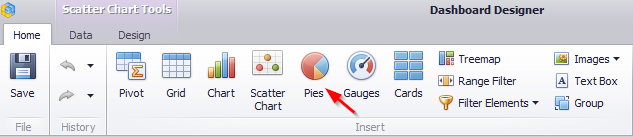 Scatter Chart Tools
Dashboard Designer
Home Data Design
Save
Pivot
Grid
Chart
Scatter
Chart
Pies
Gauges
Cards
Treemap
Range Filter
Filter Elements
Images
Text Box
Group
File History Insert